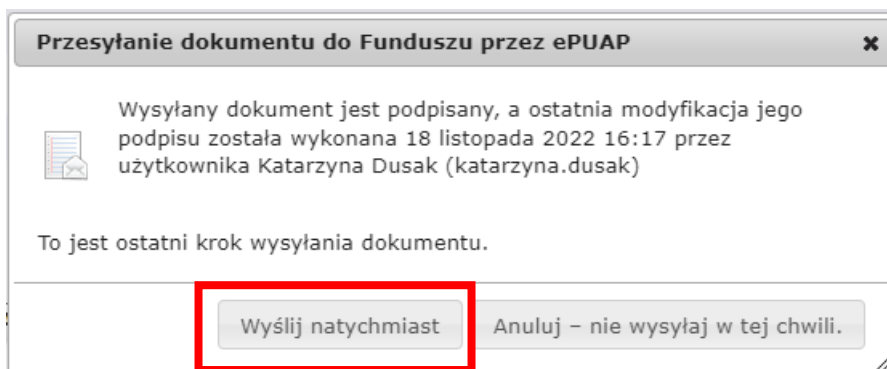 Przesyłanie dokumentu do Funduszu przez ePUAP
Wysyłany dokument jest podpisany, a ostatnia modyfikacja jego
podpisu została wykonana 18 listopada 2022 16:17 przez
użytkownika Katarzyna Dusak (katarzyna.dusak)
To jest ostatni krok wysyłania dokumentu.
Wyślij natychmiast
Anuluj – nie wysyłaj w tej chwili.